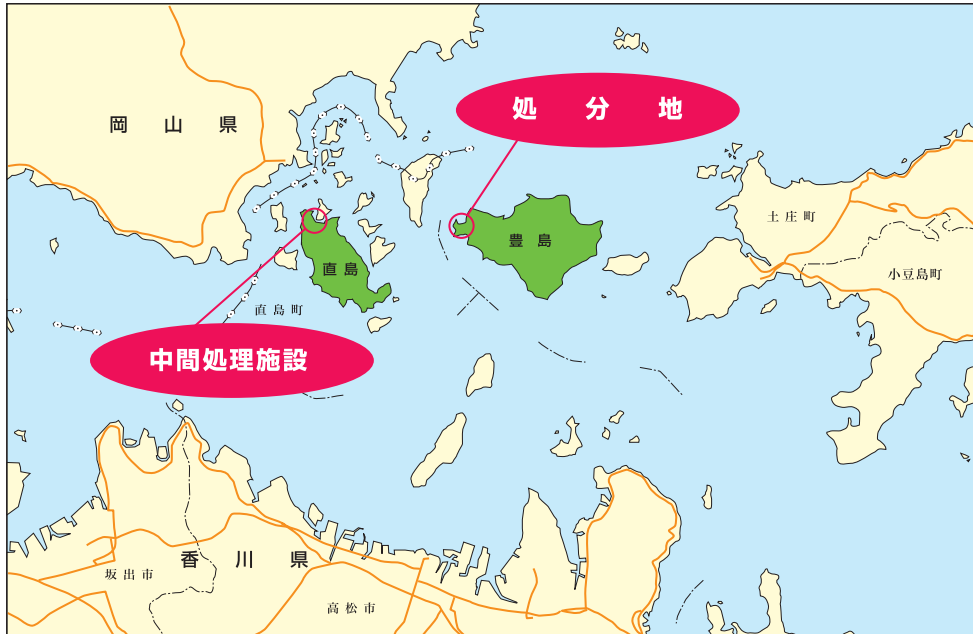 処分地
岡山県
土庄町
豊島
直島
小豆島町
直島町
中間処理施設
香川県
坂出市
高松市